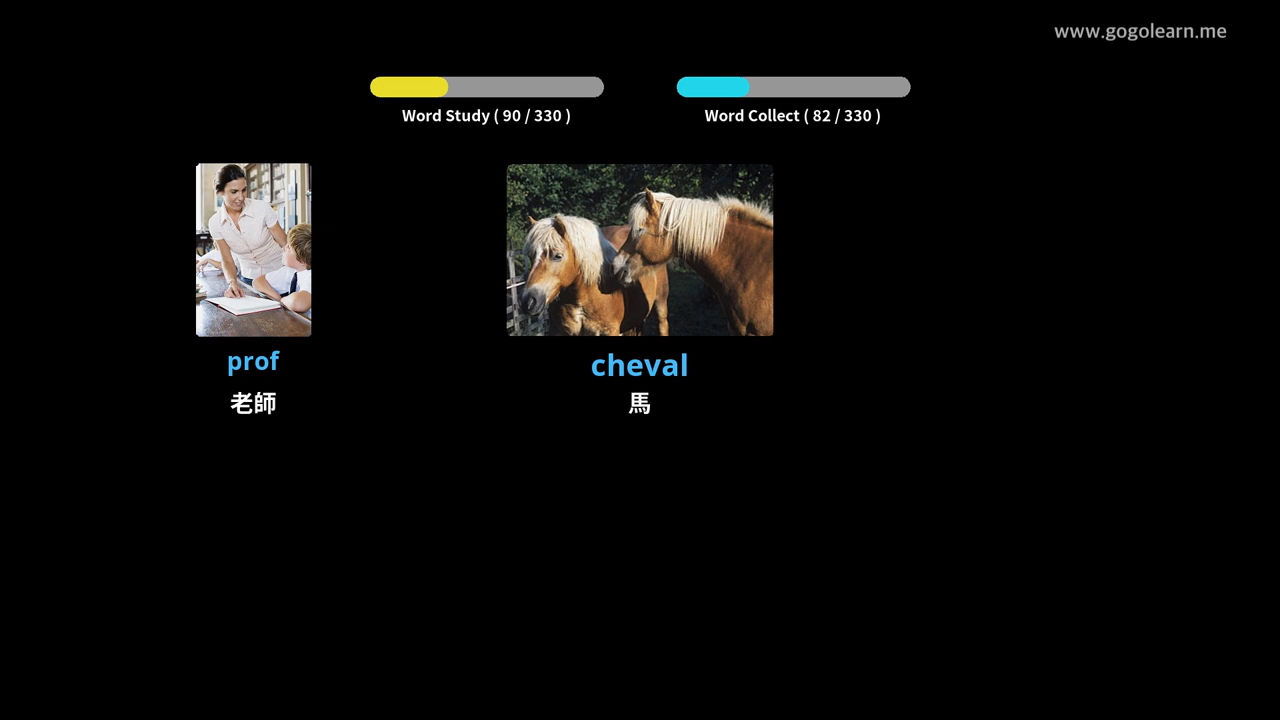 www.gogolearn.me
Word Study ( 90 / 330 )
Word Collect ( 82 / 330 )
prof
老師
cheval
馬